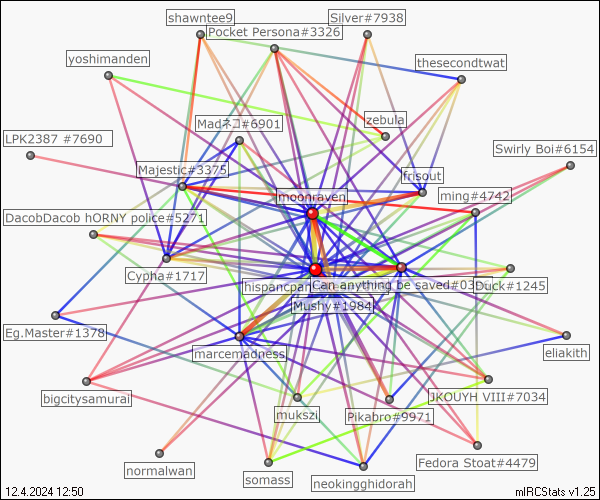 shawntee9
Silver#7938
Pocket Persona#3326
yoshimanden
thesecondtwat
zebula
Madネコ#6901
LPK2387 #7690
Swirly Boi#6154
Majestic#3375
frisout
moonraven
ming#4742
DacobDacob hORNY police#5271
Cypha#1717
Can anything be saved#03
Duck#1245
Mushy#1984
Eg.Master#1378
marcemadness
eliakith
bigcitysamurai
JKOUYH VIII#7034
mukszi
Pikabro#9971
normalwan
Fedora Stoat#4479
somass
neokingghidorah
12.4.2024 12:50
mIRCStats v1.25